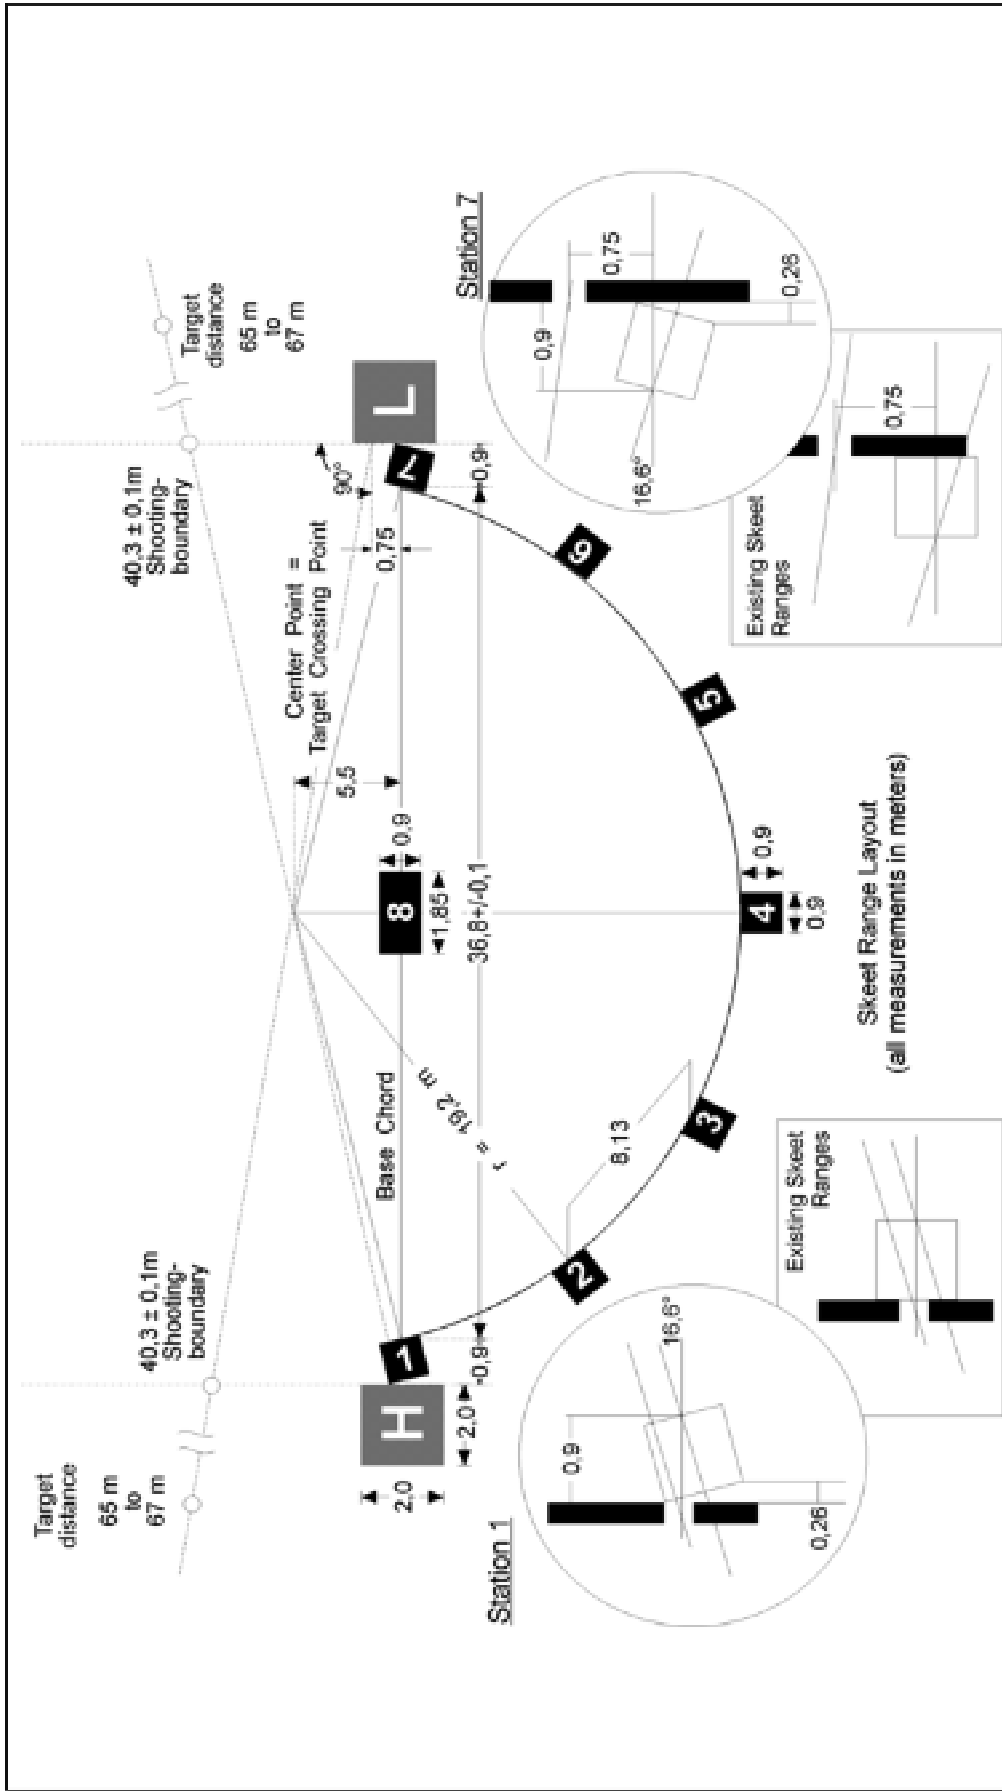 Target
distance
65 m
to
67 m
40,3 ± 0,1m
Shooting-
boundary
40,3 ± 0,1m
Shooting-
boundary
Target
distance
65 m
to
67 m
Center Point =
Target Crossing Point
90°
5.5
0,75
H
1
8
7
L
0.9
1,85
Base Chord
r = 19,2 m
2,0
2,0
0,9
36,8+/-0,1
0,9
2
3
4
5
6
8,13
0,9
0,9
Station 1
0,9
16,6°
0,26
Existing Skeet
Ranges
Station 7
0,9
0,75
16,6°
0,26
Existing Skeet
Ranges
0,75
Skeet Range Layout
(all measurements in meters)